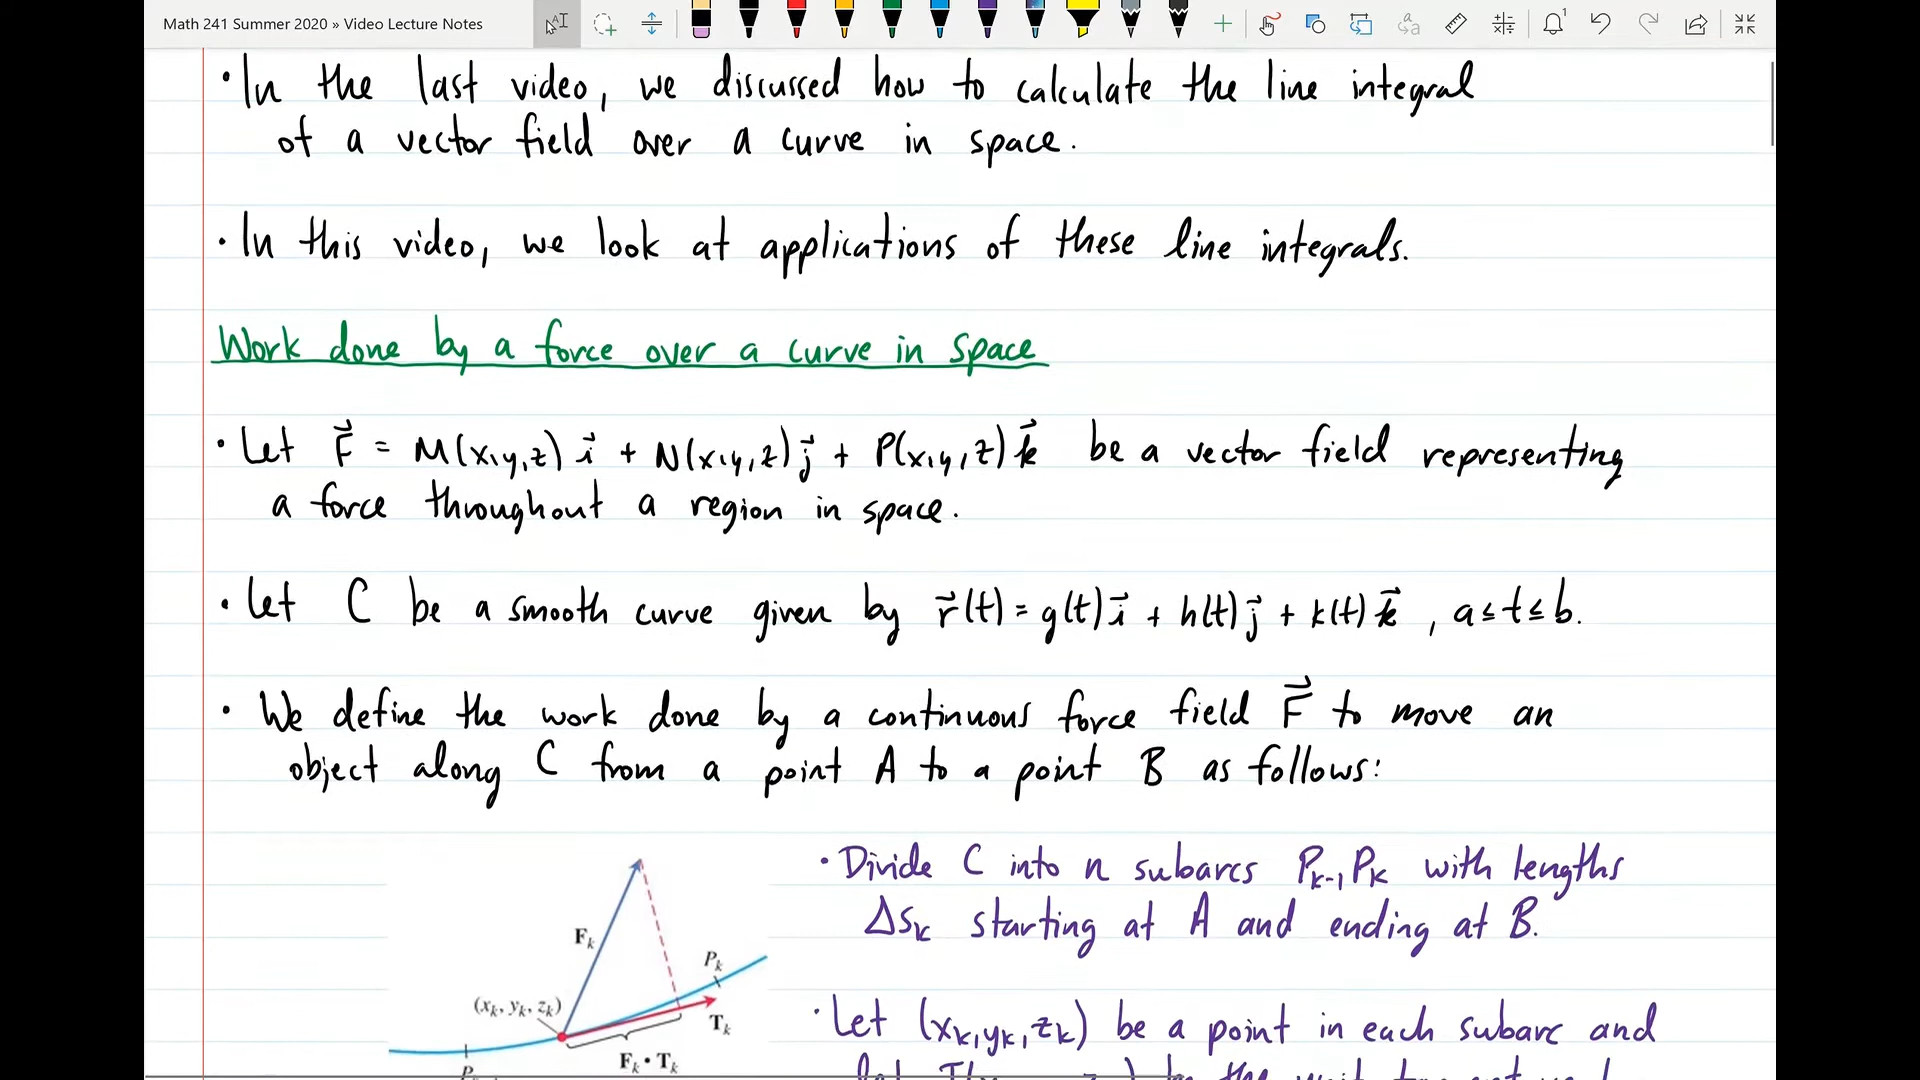 Math 241 Summer 2020 » Video Lecture Notes
• In the last video, we discussed how to calculate the line integral
of a vector field over a curve in space.
• In this video, we look at applications of these line integrals.
Work done by a force over a curve in space
• Let F⃗ = M(x,y,z) i⃗ + N(x,y,z) j⃗ + P(x,y,z) k⃗ be a vector field representing
a force throughout a region in space.
• Let C be a smooth curve given by r⃗(t) = g(t) i⃗ + h(t) j⃗ + k(t) k⃗ , a ≤ t ≤ b.
• We define the work done by a continuous force field F⃗ to move an
object along C from a point A to a point B as follows:
• Divide C into n subarcs Pₖ₋₁Pₖ with lengths
Δsₖ starting at A and ending at B.
Fₖ
Pₖ
(xₖ, yₖ, zₖ)
Tₖ
Fₖ • Tₖ
• Let (xₖ,yₖ,zₖ) be a point in each subarc and